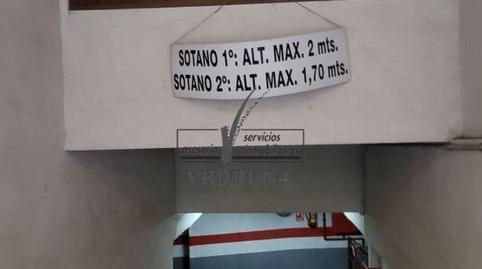 SOTANO 1º: ALT. MAX. 2 mts.
SOTANO 2º: ALT. MAX. 1,70 mts.
servicios
asesoría inmobiliarios
VEDRUNA